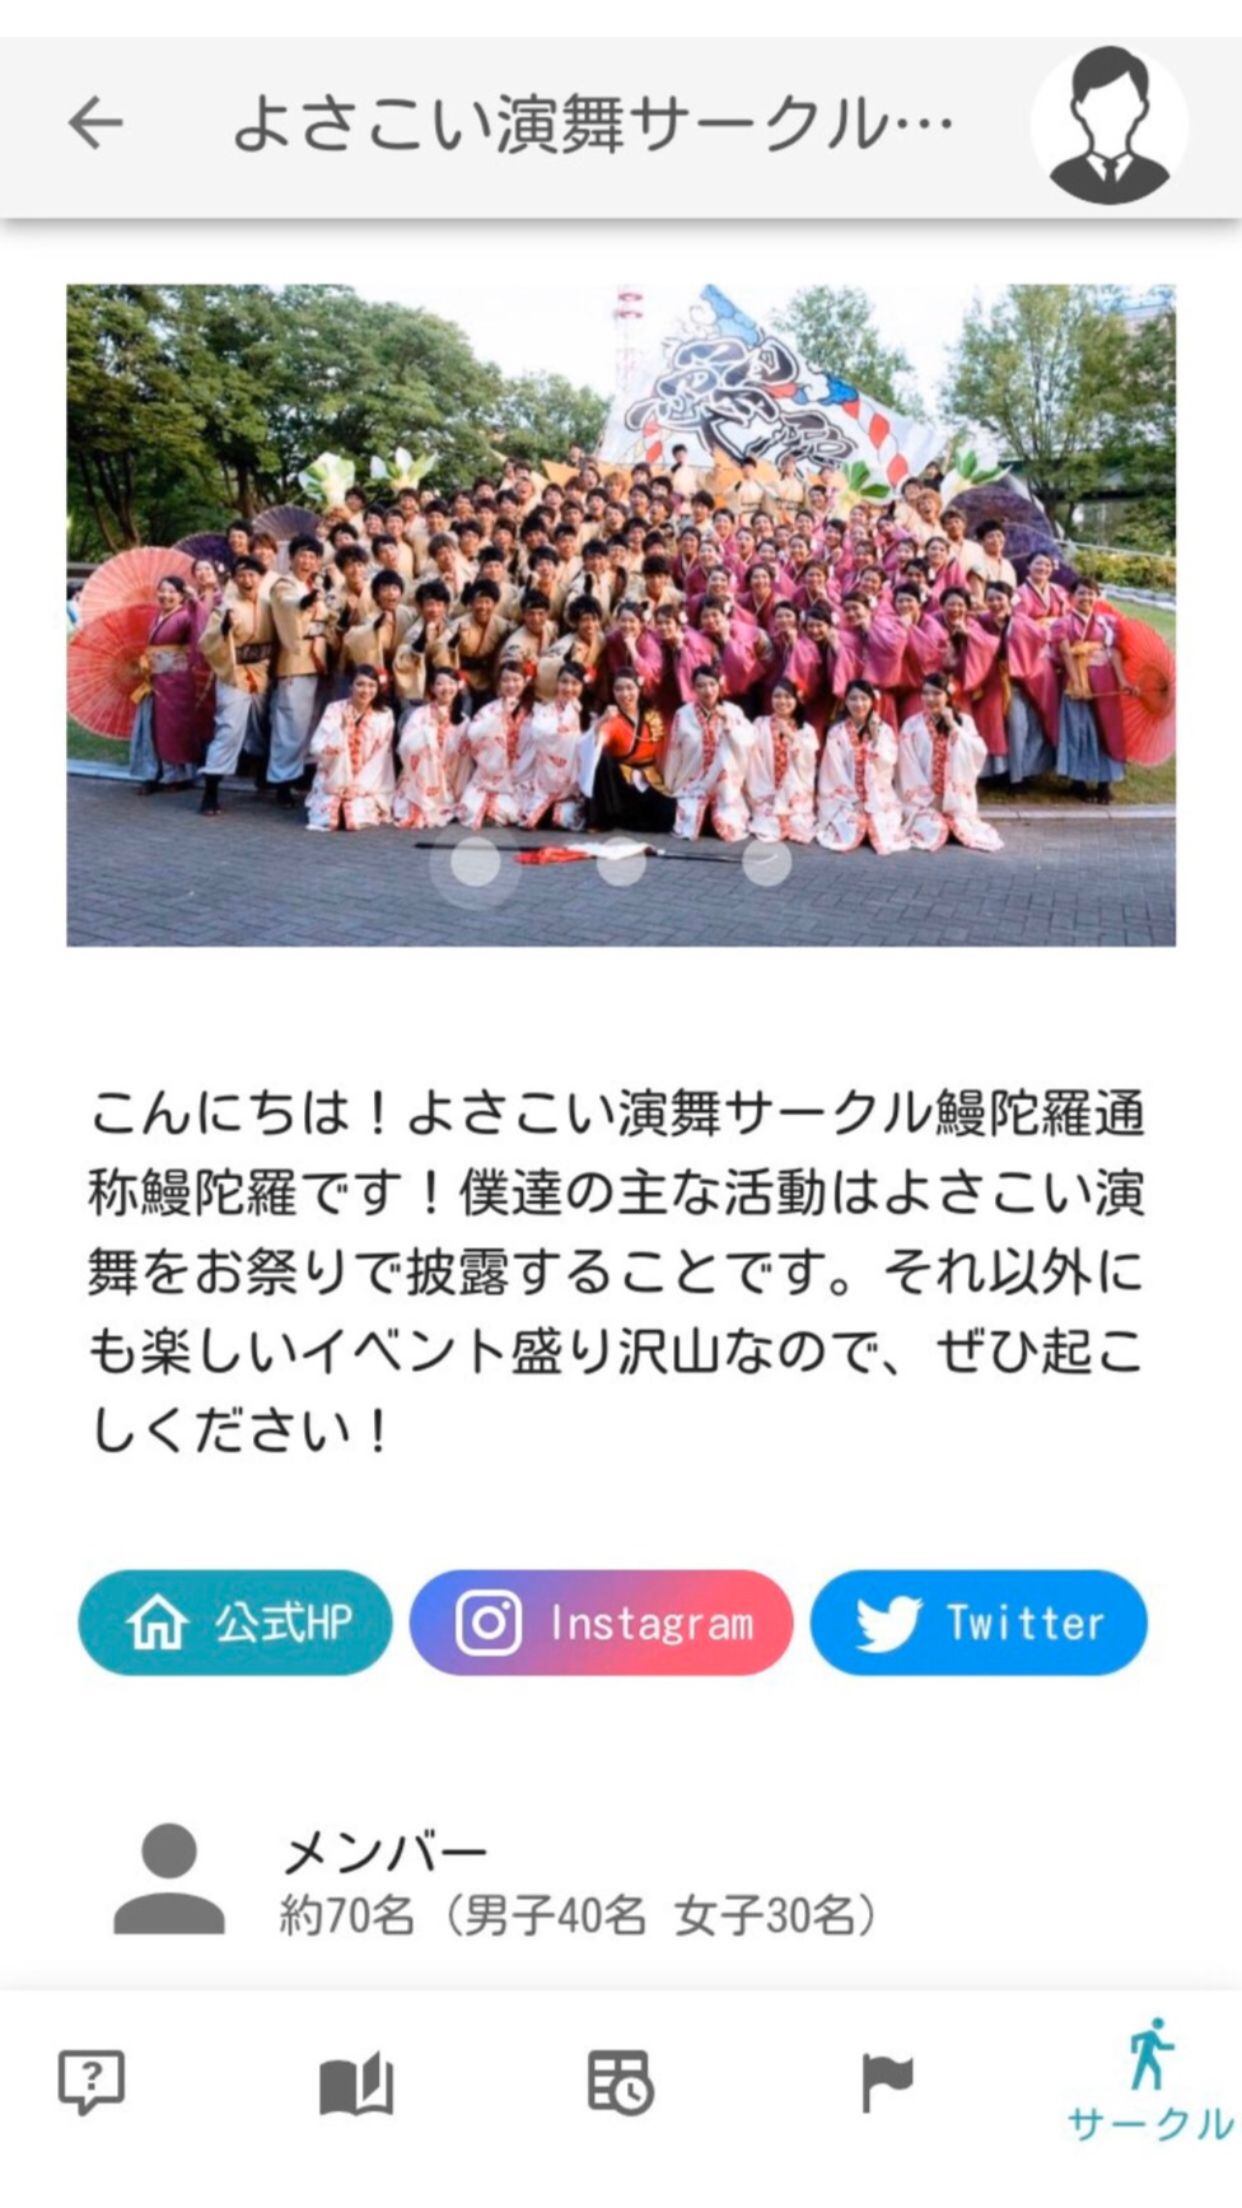 よさこい演舞サークル…
こんにちは！よさこい演舞サークル鰻陀羅通
称鰻陀羅です！僕達の主な活動はよさこい演
舞をお祭りで披露することです。それ以外に
も楽しいイベント盛り沢山なので、ぜひ起こ
しください！
公式HP
Instagram
Twitter
メンバー
約70名（男子40名 女子30名）
サークル